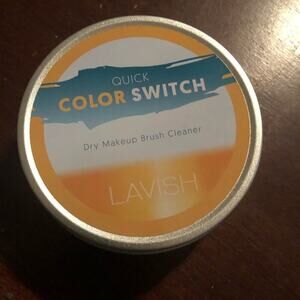 QUICK
COLOR SWITCH
Dry Makeup Brush Cleaner
LAVISH